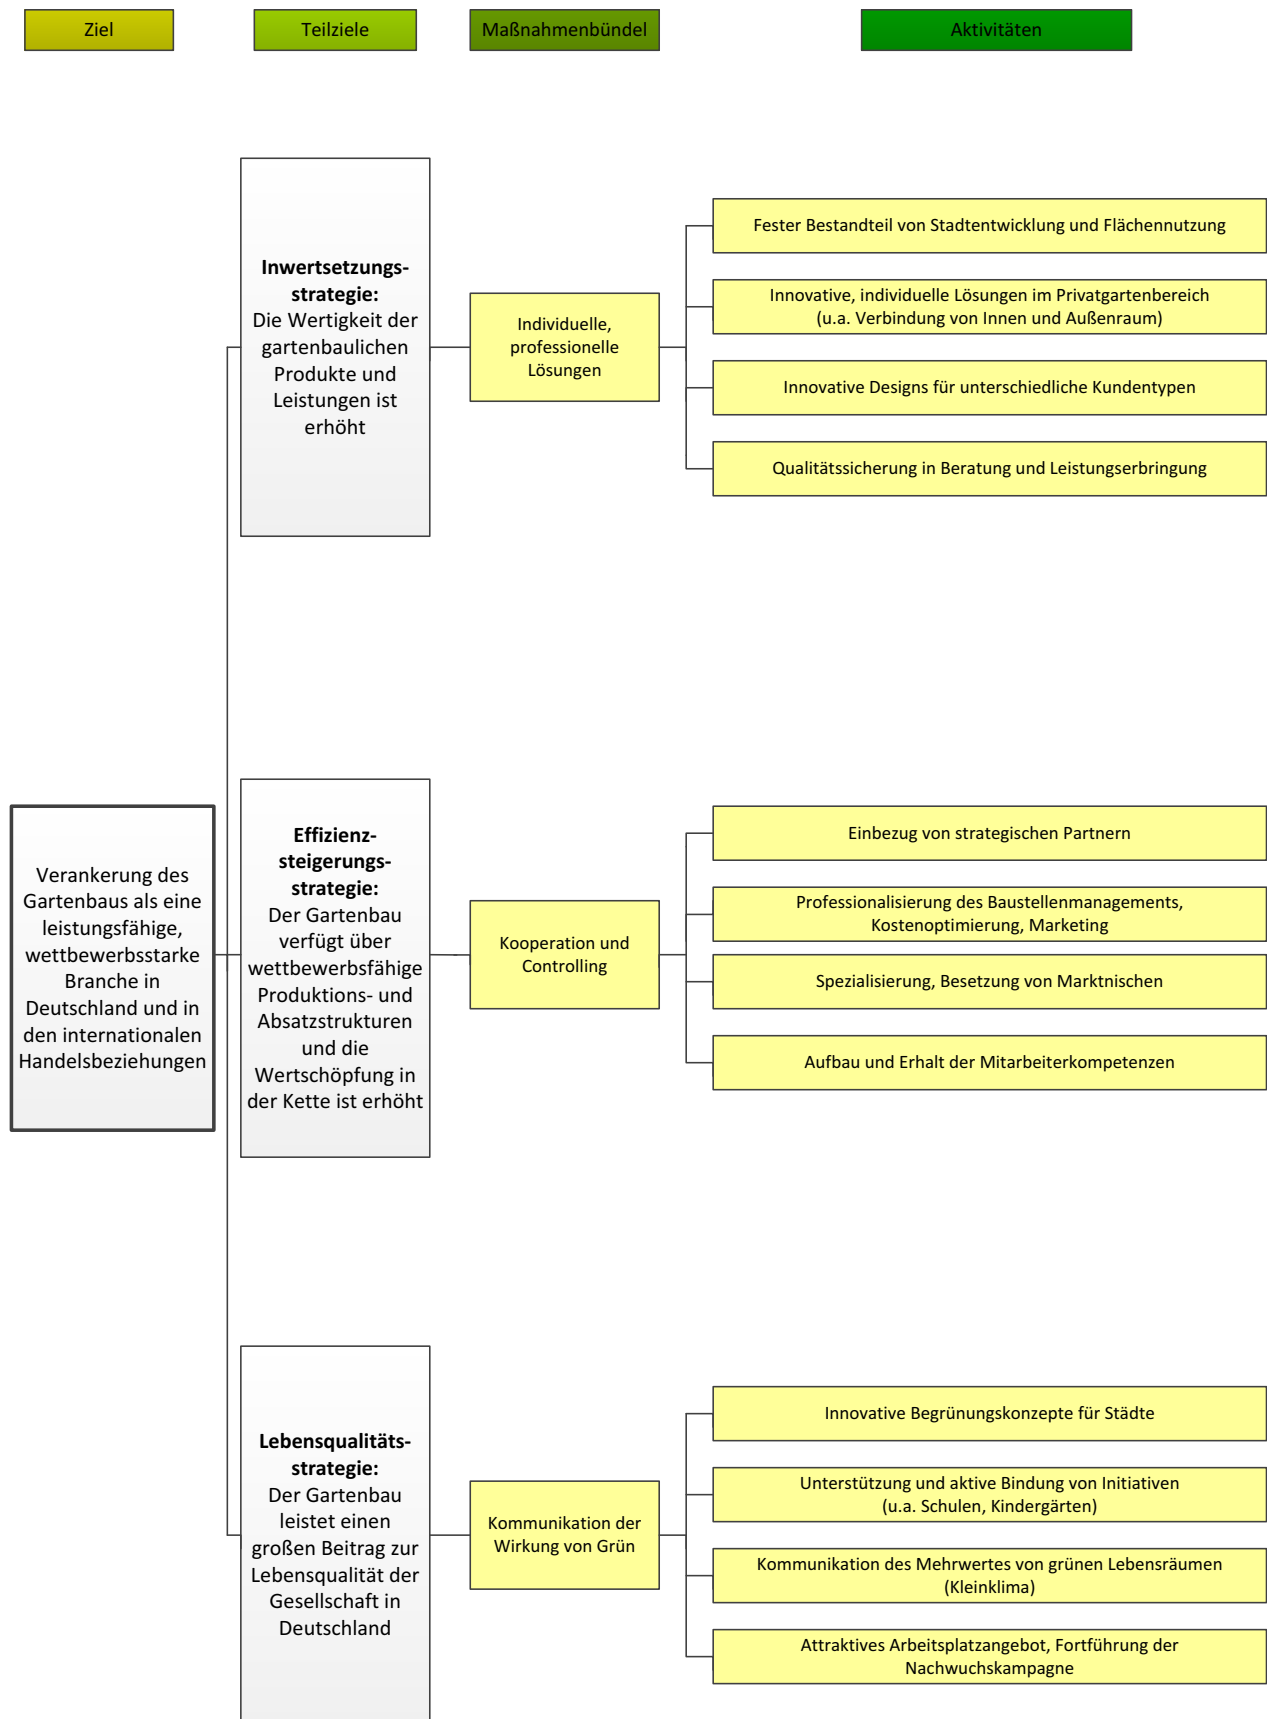 Ziel
Teilziele
Maßnahmenbündel
Aktivitäten
Verankerung des
Gartenbaus als eine
leistungsfähige,
wettbewerbsstarke
Branche in
Deutschland und in
den internationalen
Handelsbeziehungen
Inwertsetzungs-
strategie:
Die Wertigkeit der
gartenbaulichen
Produkte und
Leistungen ist
erhöht
Individuelle,
professionelle
Lösungen
Fester Bestandteil von Stadtentwicklung und Flächennutzung
Innovative, individuelle Lösungen im Privatgartenbereich
(u.a. Verbindung von Innen und Außenraum)
Innovative Designs für unterschiedliche Kundentypen
Qualitätssicherung in Beratung und Leistungserbringung
Effizienz-
steigerungs-
strategie:
Der Gartenbau
verfügt über
wettbewerbsfähige
Produktions- und
Absatzstrukturen
und die
Wertschöpfung in
der Kette ist erhöht
Kooperation und
Controlling
Einbezug von strategischen Partnern
Professionalisierung des Baustellenmanagements,
Kostenoptimierung, Marketing
Spezialisierung, Besetzung von Marktnischen
Aufbau und Erhalt der Mitarbeiterkompetenzen
Lebensqualitäts-
strategie:
Der Gartenbau
leistet einen
großen Beitrag zur
Lebensqualität der
Gesellschaft in
Deutschland
Kommunikation der
Wirkung von Grün
Innovative Begrünungskonzepte für Städte
Unterstützung und aktive Bindung von Initiativen
(u.a. Schulen, Kindergärten)
Kommunikation des Mehrwertes von grünen Lebensräumen
(Kleinklima)
Attraktives Arbeitsplatzangebot, Fortführung der
Nachwuchskampagne